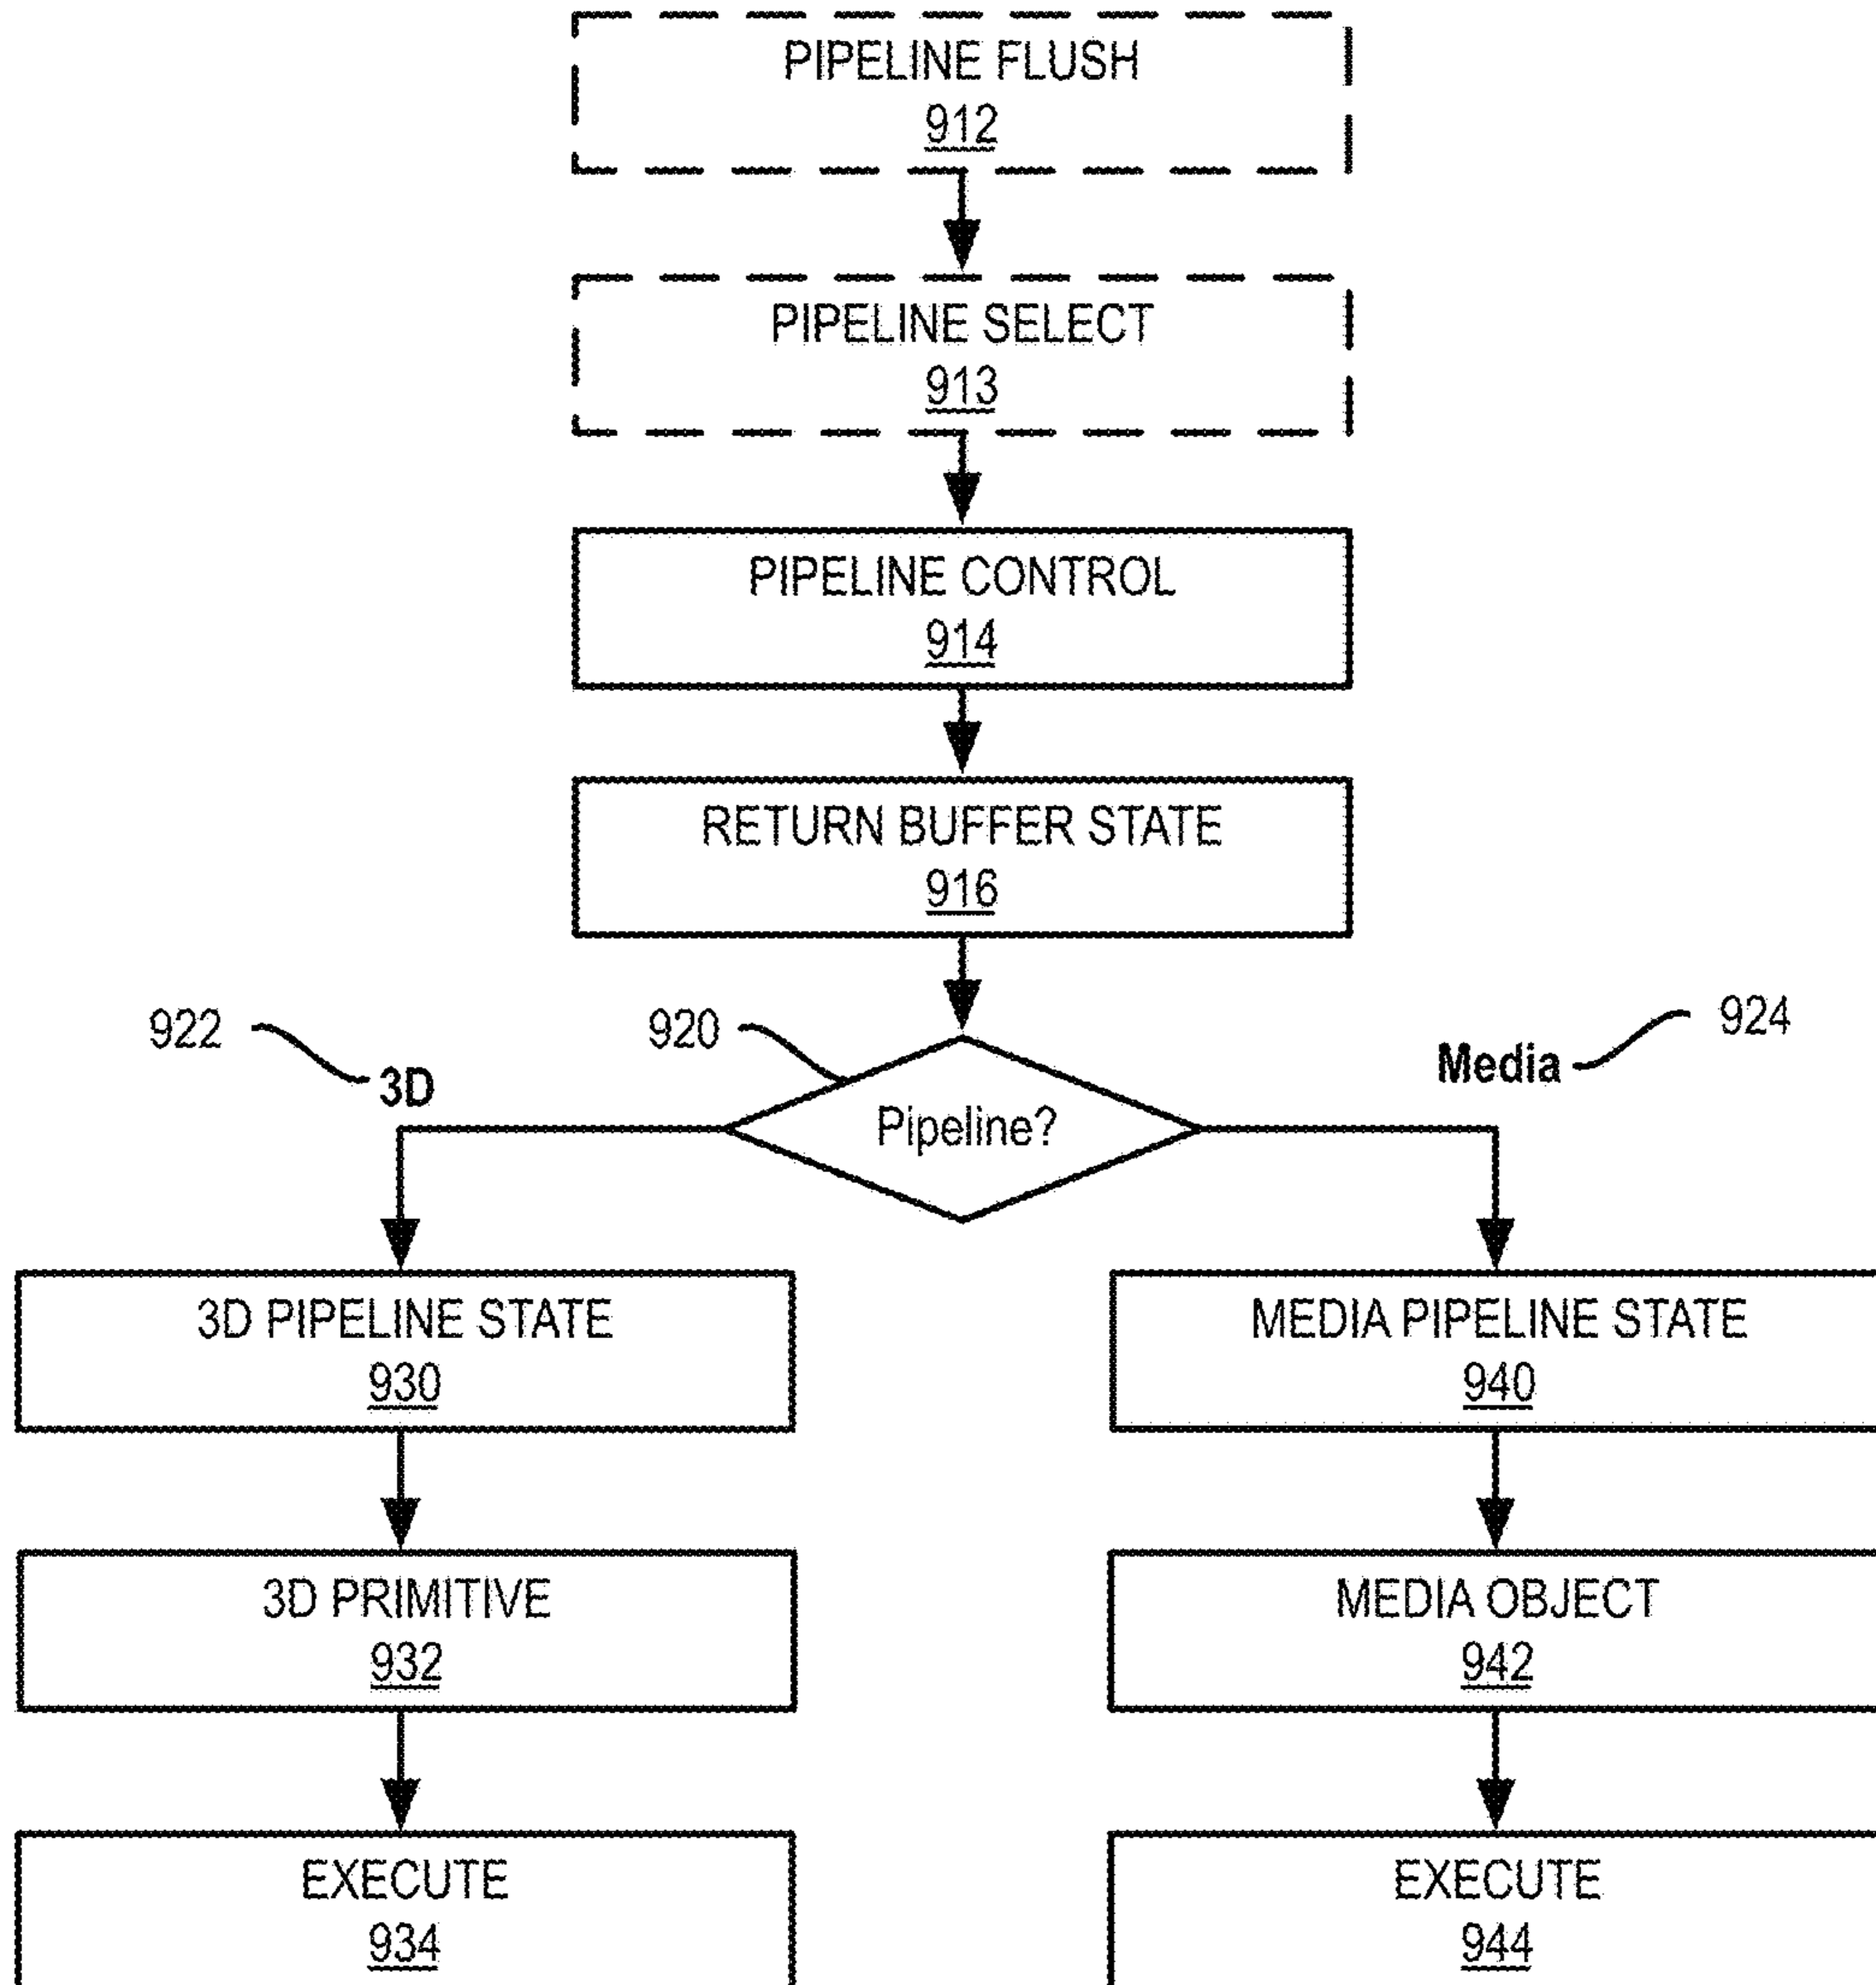 PIPELINE FLUSH
912
PIPELINE SELECT
913
PIPELINE CONTROL
914
RETURN BUFFER STATE
916
922
920
924
3D
Media
Pipeline?
3D PIPELINE STATE
930
MEDIA PIPELINE STATE
940
3D PRIMITIVE
932
MEDIA OBJECT
942
EXECUTE
934
EXECUTE
944